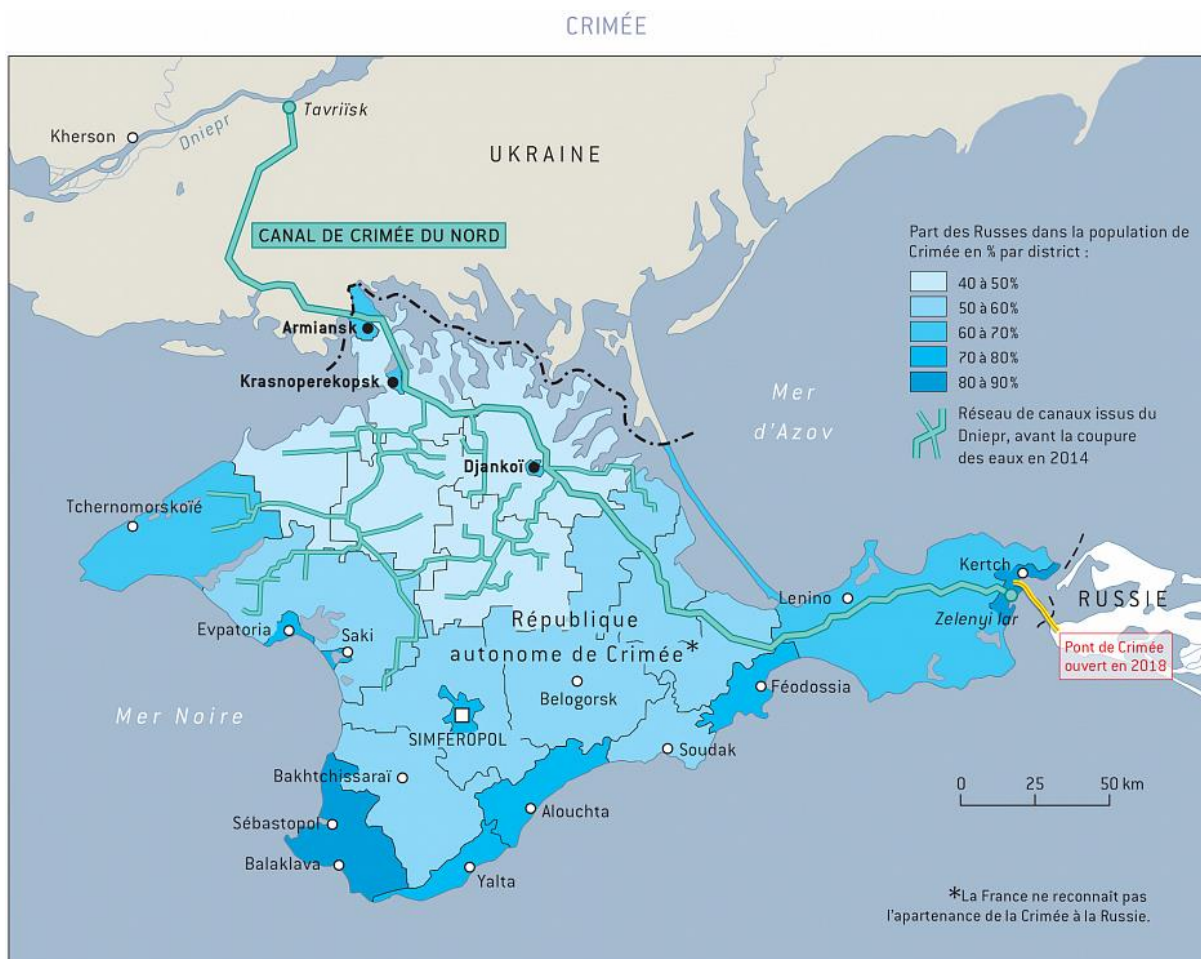 CRIMÉE
Tavriïsk
Kherson
Dniepr
UKRAINE
CANAL DE CRIMÉE DU NORD
Part des Russes dans la population de
Crimée en % par district :
40 à 50%
50 à 60%
60 à 70%
70 à 80%
80 à 90%
Réseau de canaux issus du
Dniepr, avant la coupure
des eaux en 2014
Armiansk
Krasnoperekopsk
Mer
d'Azov
Djankoï
Tchernomorskoïé
Kertch
Lenino
RUSSIE
Zelenyi Iar
Pont de Crimée
ouvert en 2018
Evpatoria
Saki
République
autonome de Crimée*
Belogorsk
Féodossia
Mer Noire
SIMFEROPOL
Soudak
Bakhtchissaraï
Sébastopol
Alouchta
Balaklava
Yalta
0 25 50 km
*La France ne reconnaît pas
l'apartenance de la Crimée à la Russie.